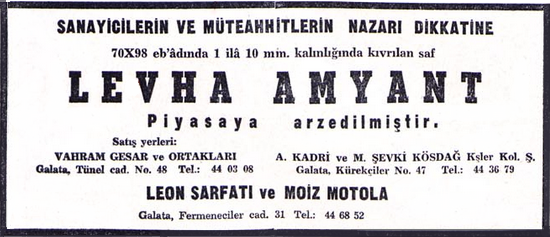 SANAYİCİLERİN VE MÜTEAHHİTLERİN NAZARI DİKKATİNE
70X98 eb'âdında 1 ilâ 10 mm. kalınlığında kıvrılan saf
LEVHA AMYANT
Piyasaya arzedilmiştir.
Satış yerleri:
VAHRAM GESAR ve ORTAKLARI
Galata, Tünel cad. No. 48 Tel.: 44 03 08
A. KADRİ ve M. ŞEVKİ KÖSDAĞ Kşler Kol. Ş.
Galata, Kürekçiler No. 47 Tel.: 44 36 79
LEON SARFATI ve MOİZ MOTOLA
Galata, Fermeneciler cad. 31 Tel.: 44 68 52